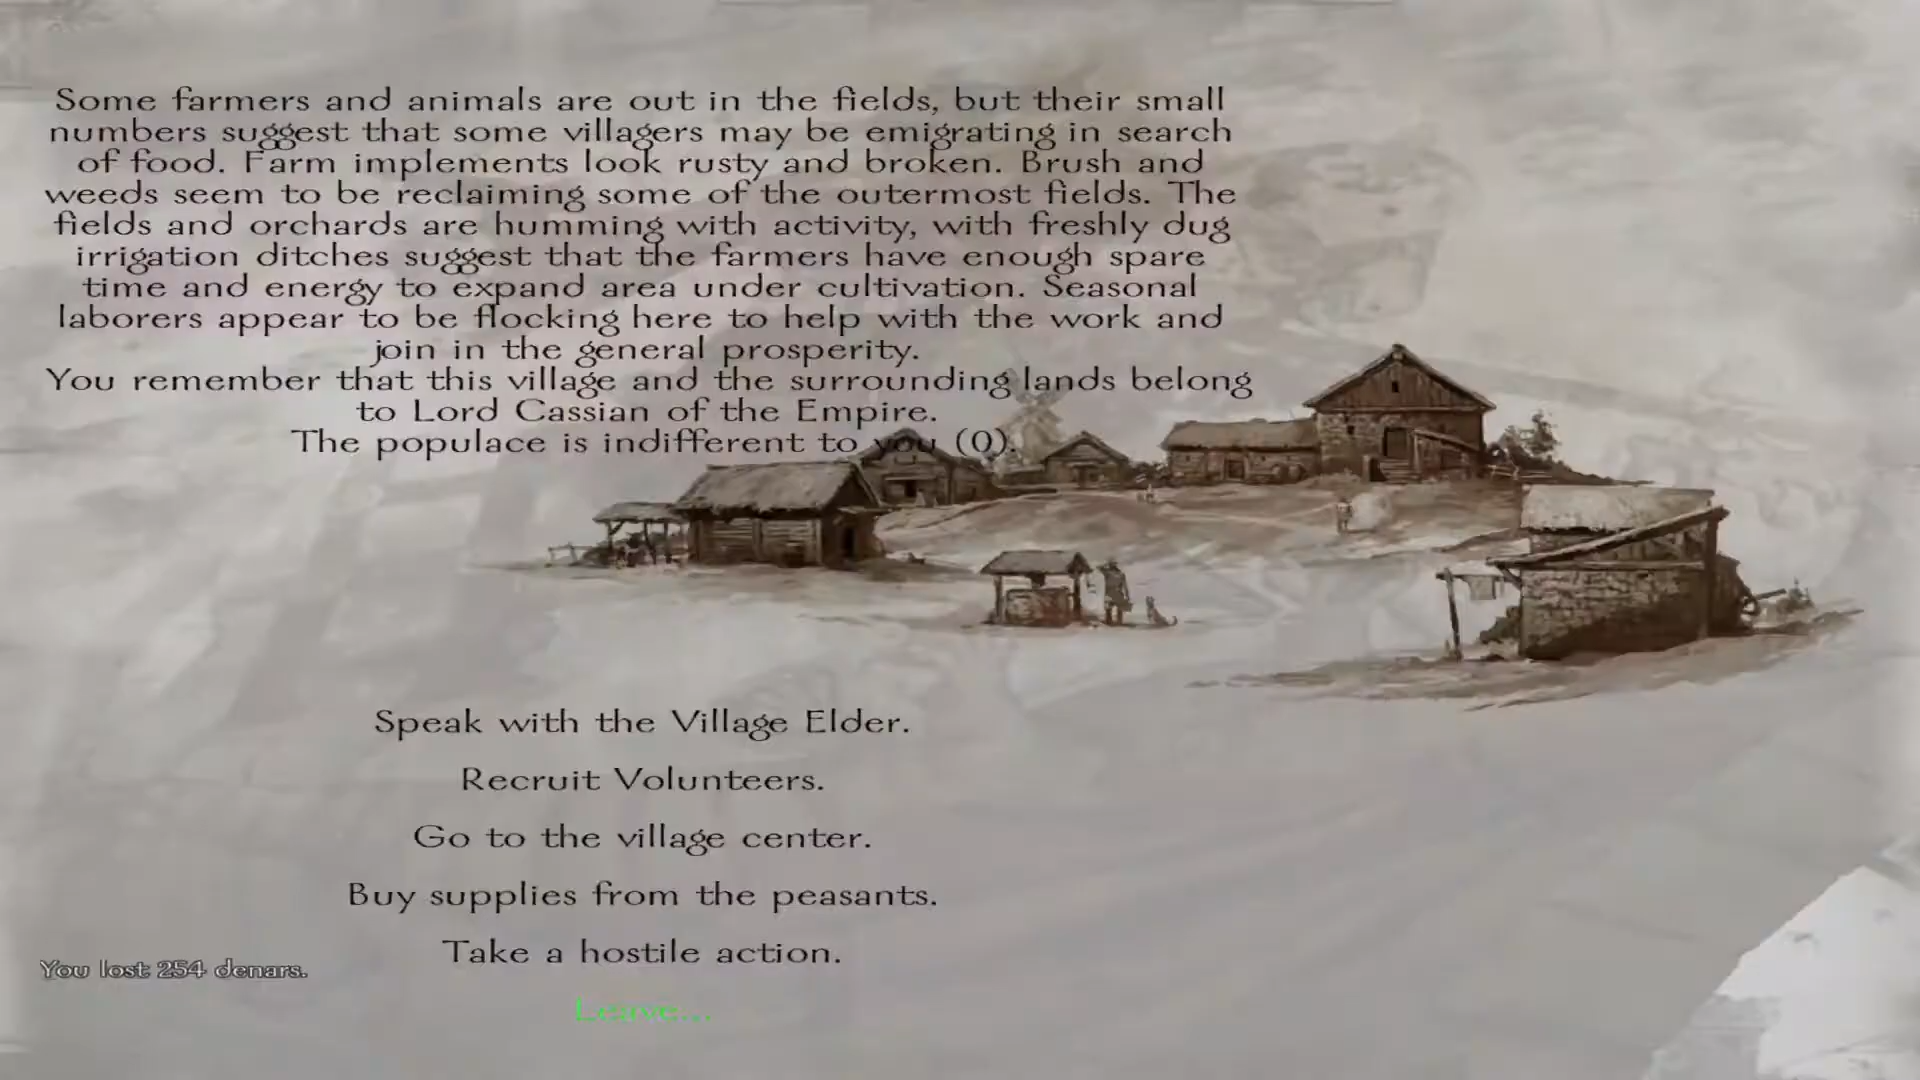 Some farmers and animals are out in the fields, but their small
numbers suggest that some villagers may be emigrating in search
of food. Farm implements look rusty and broken. Brush and
weeds seem to be reclaiming some of the outermost fields. The
fields and orchards are humming with activity, with freshly dug
irrigation ditches suggest that the farmers have enough spare
time and energy to expand area under cultivation. Seasonal
laborers appear to be flocking here to help with the work and
join in the general prosperity.
You remember that this village and the surrounding lands belong
to Lord Cassian of the Empire.
The populace is indifferent to you (0).
Speak with the Village Elder.
Recruit Volunteers.
Go to the village center.
Buy supplies from the peasants.
Take a hostile action.
You lost 254 denars.
Leave...